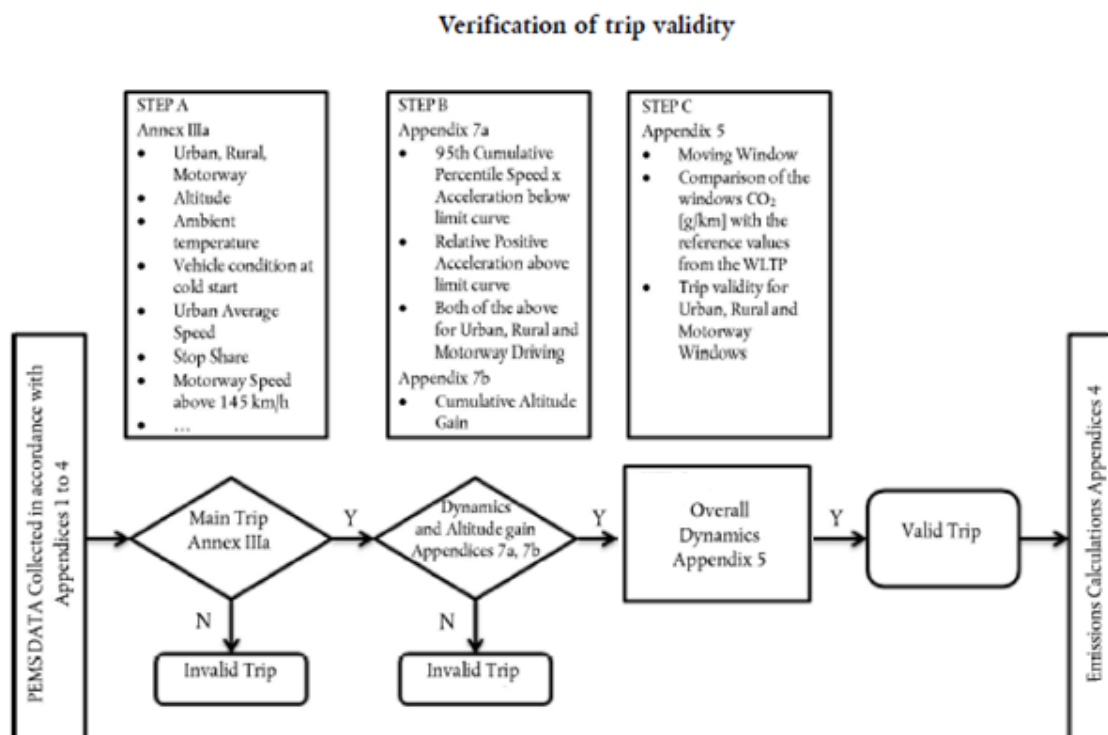 Verification of trip validity
STEP A
Annex IIIa
• Urban, Rural,
Motorway
• Altitude
• Ambient
temperature
• Vehicle condition at
cold start
• Urban Average
Speed
• Stop Share
• Motorway Speed
above 145 km/h
• ...
STEP B
Appendix 7a
• 95th Cumulative
Percentile Speed x
Acceleration below
limit curve
• Relative Positive
Acceleration above
limit curve
• Both of the above
for Urban, Rural and
Motorway Driving
Appendix 7b
• Cumulative Altitude
Gain
STEP C
Appendix 5
• Moving Window
• Comparison of the
windows CO₂
[g/km] with the
reference values
from the WLTP
• Trip validity for
Urban, Rural and
Motorway
Windows
PEMS DATA Collected in accordance with
Appendices 1 to 4
Main Trip
Annex IIIa
Y
N
Invalid Trip
Dynamics
and Altitude gain
Appendices 7a, 7b
Y
N
Invalid Trip
Overall
Dynamics
Appendix 5
Y
Valid Trip
Emissions Calculations Appendices 4